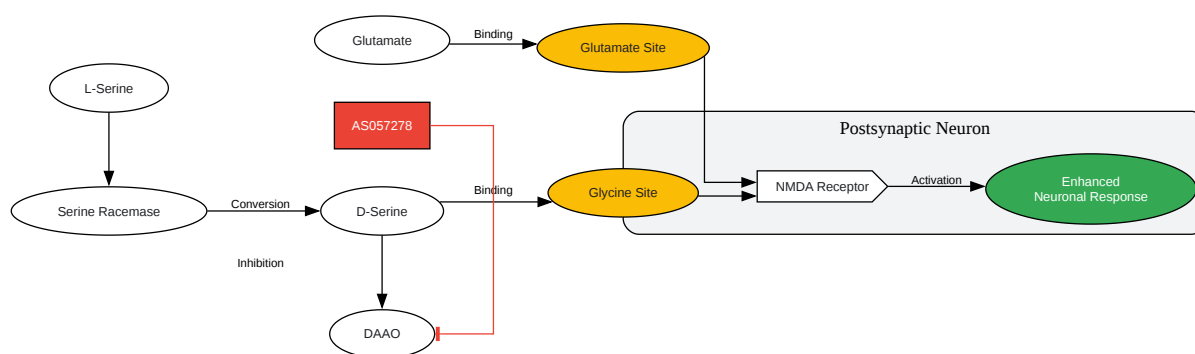 Glutamate
Binding
Glutamate Site
L-Serine
AS057278
Postsynaptic Neuron
Serine Racemase
Conversion
D-Serine
Binding
Glycine Site
NMDA Receptor
Activation
Enhanced
Neuronal Response
Inhibition
DAAO